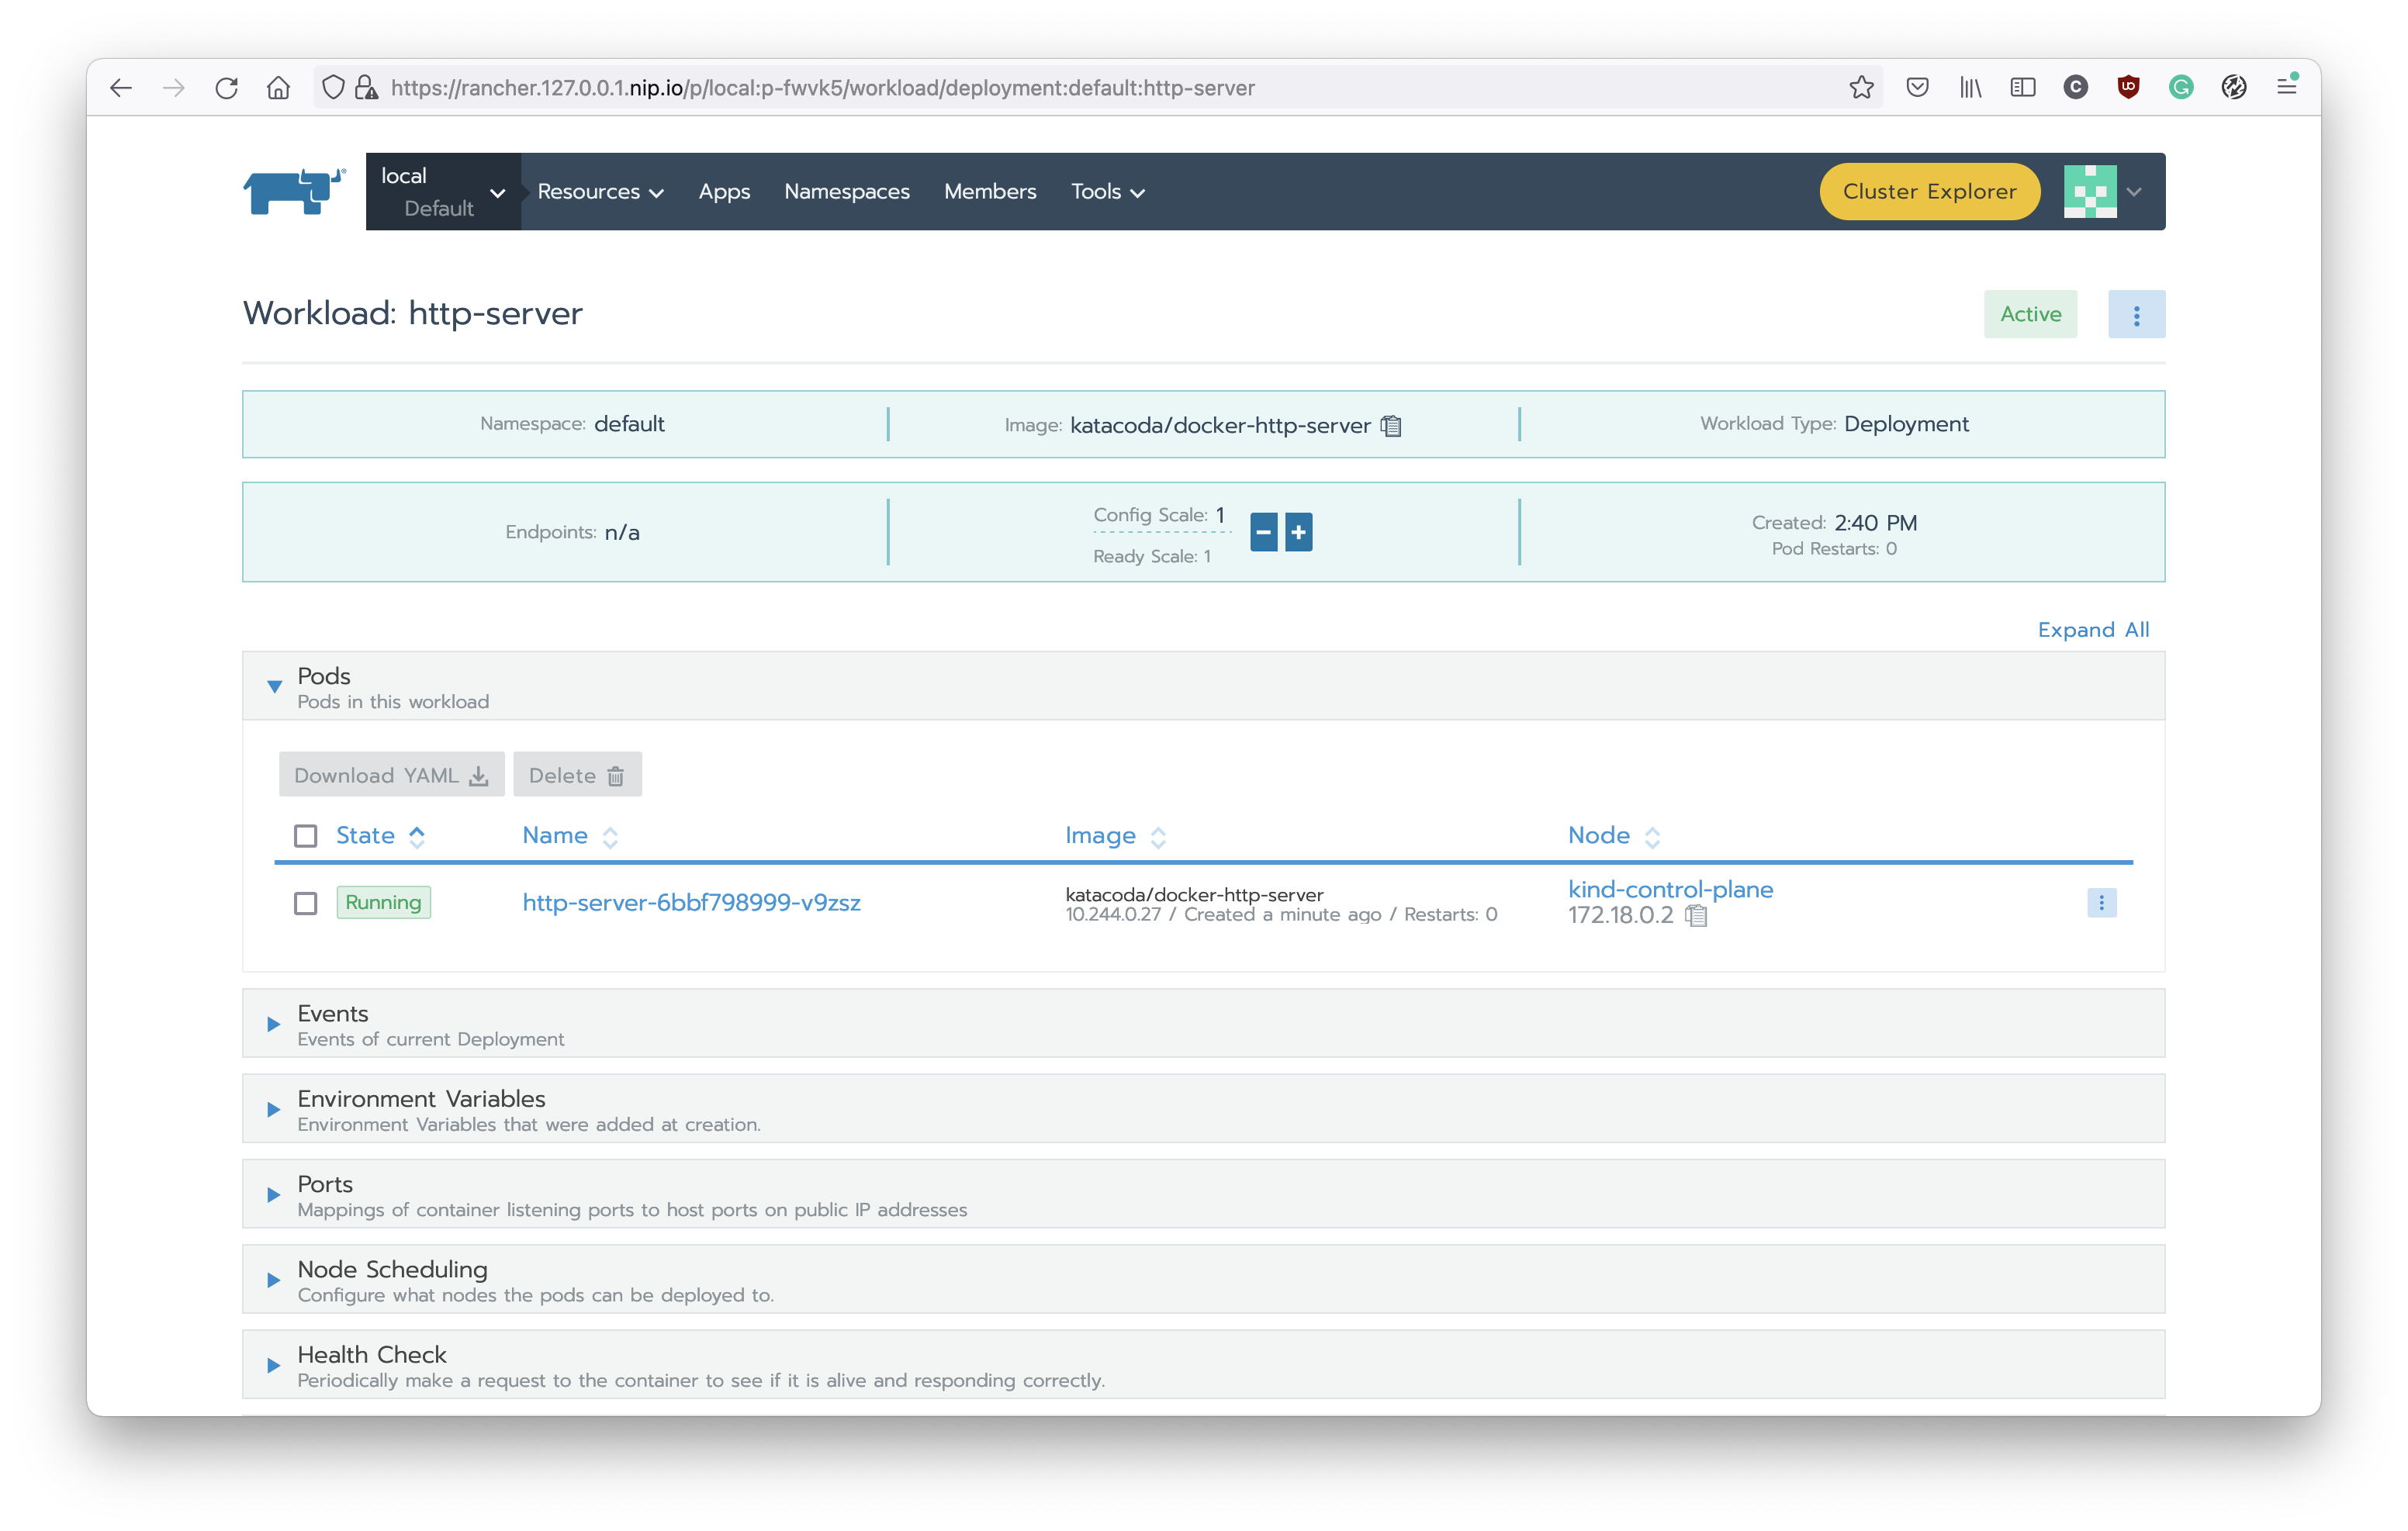 https://rancher.127.0.0.1.nip.io/p/local:p-fwvk5/workload/deployment:default:http-server
local
Default
Resources
Apps
Namespaces
Members
Tools
Cluster Explorer
Workload: http-server
Active
Namespace: default
Image: katacoda/docker-http-server
Workload Type: Deployment
Endpoints: n/a
Config Scale: 1
Ready Scale: 1
Created: 2:40 PM
Pod Restarts: 0
Expand All
Pods
Pods in this workload
Download YAML
Delete
State
Name
Image
Node
Running
http-server-6bbf798999-v9zsz
katacoda/docker-http-server
10.244.0.27 / Created a minute ago / Restarts: 0
kind-control-plane
172.18.0.2
Events
Events of current Deployment
Environment Variables
Environment Variables that were added at creation.
Ports
Mappings of container listening ports to host ports on public IP addresses
Node Scheduling
Configure what nodes the pods can be deployed to.
Health Check
Periodically make a request to the container to see if it is alive and responding correctly.